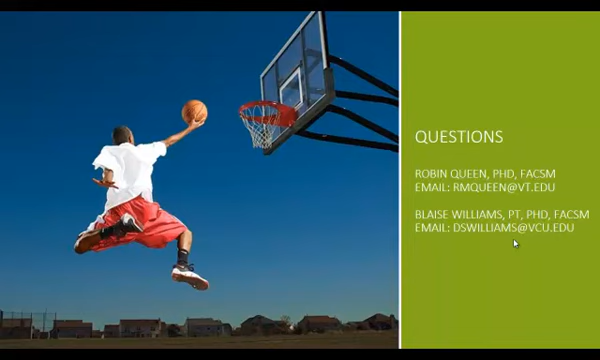 QUESTIONS
ROBIN QUEEN, PHD, FACSM
EMAIL: RMQUEEN@VT.EDU
BLAISE WILLIAMS, PT, PHD, FACSM
EMAIL: DSWILLIAMS@VCU.EDU